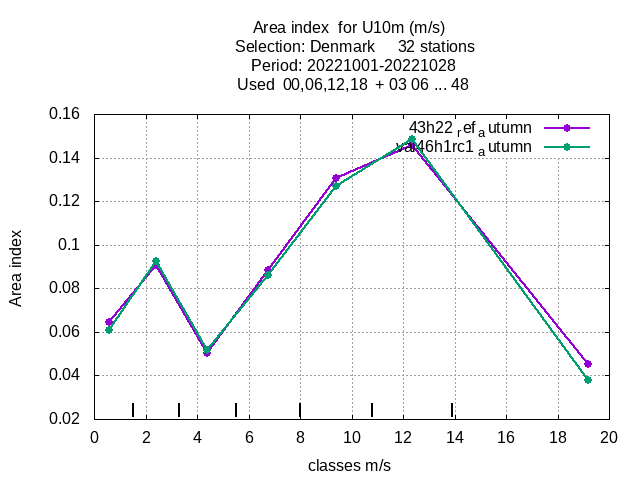 Area index  for U10m (m/s)
Selection: Denmark     32 stations
Period: 20221001-20221028
Used  00,06,12,18  + 03 06 ... 48
0.16
0.14
0.12
0.1
0.08
0.06
0.04
0.02
Area index
43h22ref autumn
46h1rc1 autumn
0 2 4 6 8 10 12 14 16 18 20
classes m/s